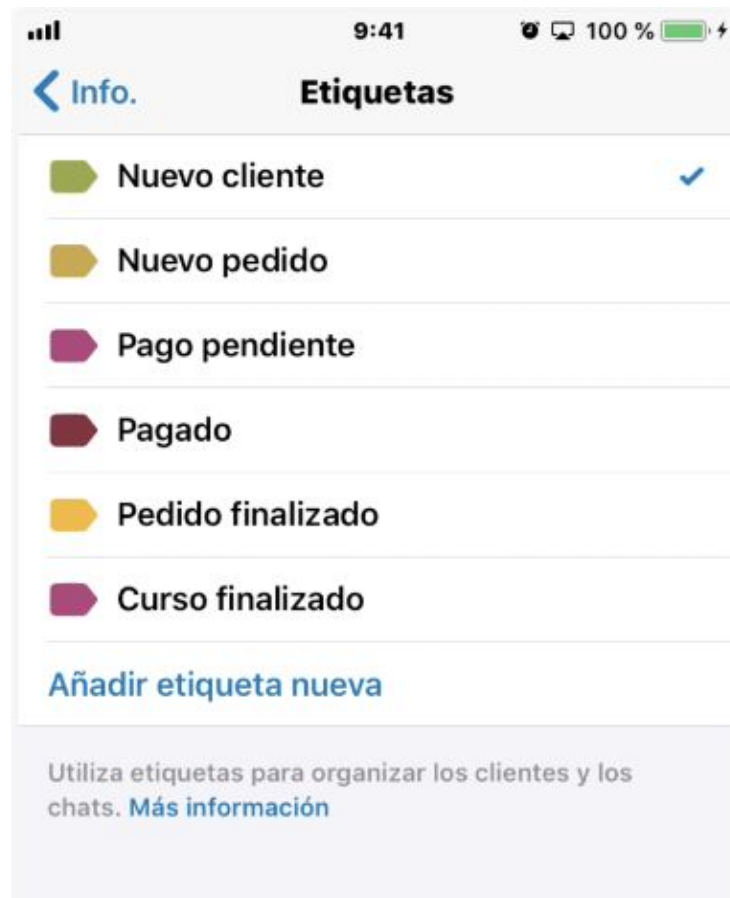 9:41
100 %
Info.
Etiquetas
Nuevo cliente
Nuevo pedido
Pago pendiente
Pagado
Pedido finalizado
Curso finalizado
Añadir etiqueta nueva
Utiliza etiquetas para organizar los clientes y los
chats. Más información